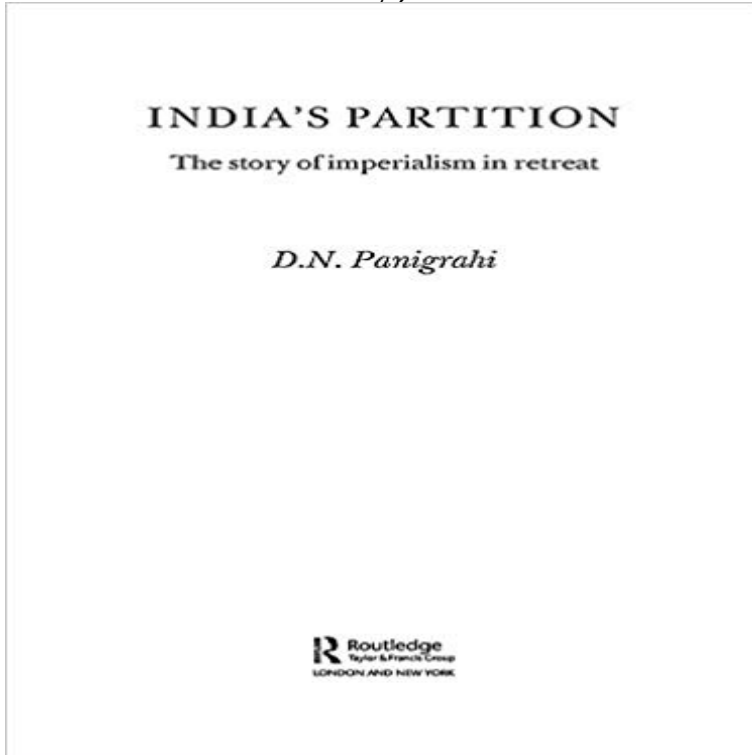 INDIA'S PARTITION
The story of imperialism in retreat
D.N. Panigrahi
Routledge
Taylor & Francis Group
LONDON AND NEW YORK